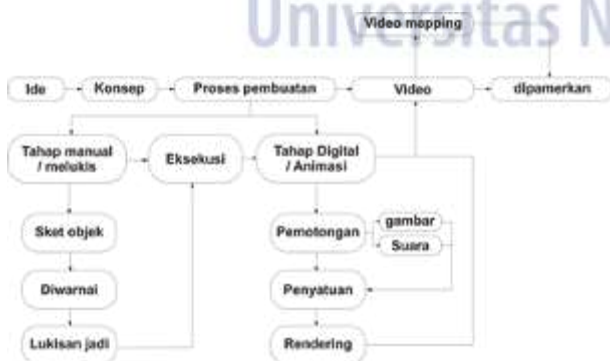 Universitas N
Video mapping
Ide
Konsep
Proses pembuatan
Video
dipamerkan
Tahap manual
/ melukis
Eksekusi
Tahap Digital
/ Animasi
Sket objek
Pemotongan
gambar
Suara
Diwarnai
Penyatuan
Lukisan jadi
Rendering